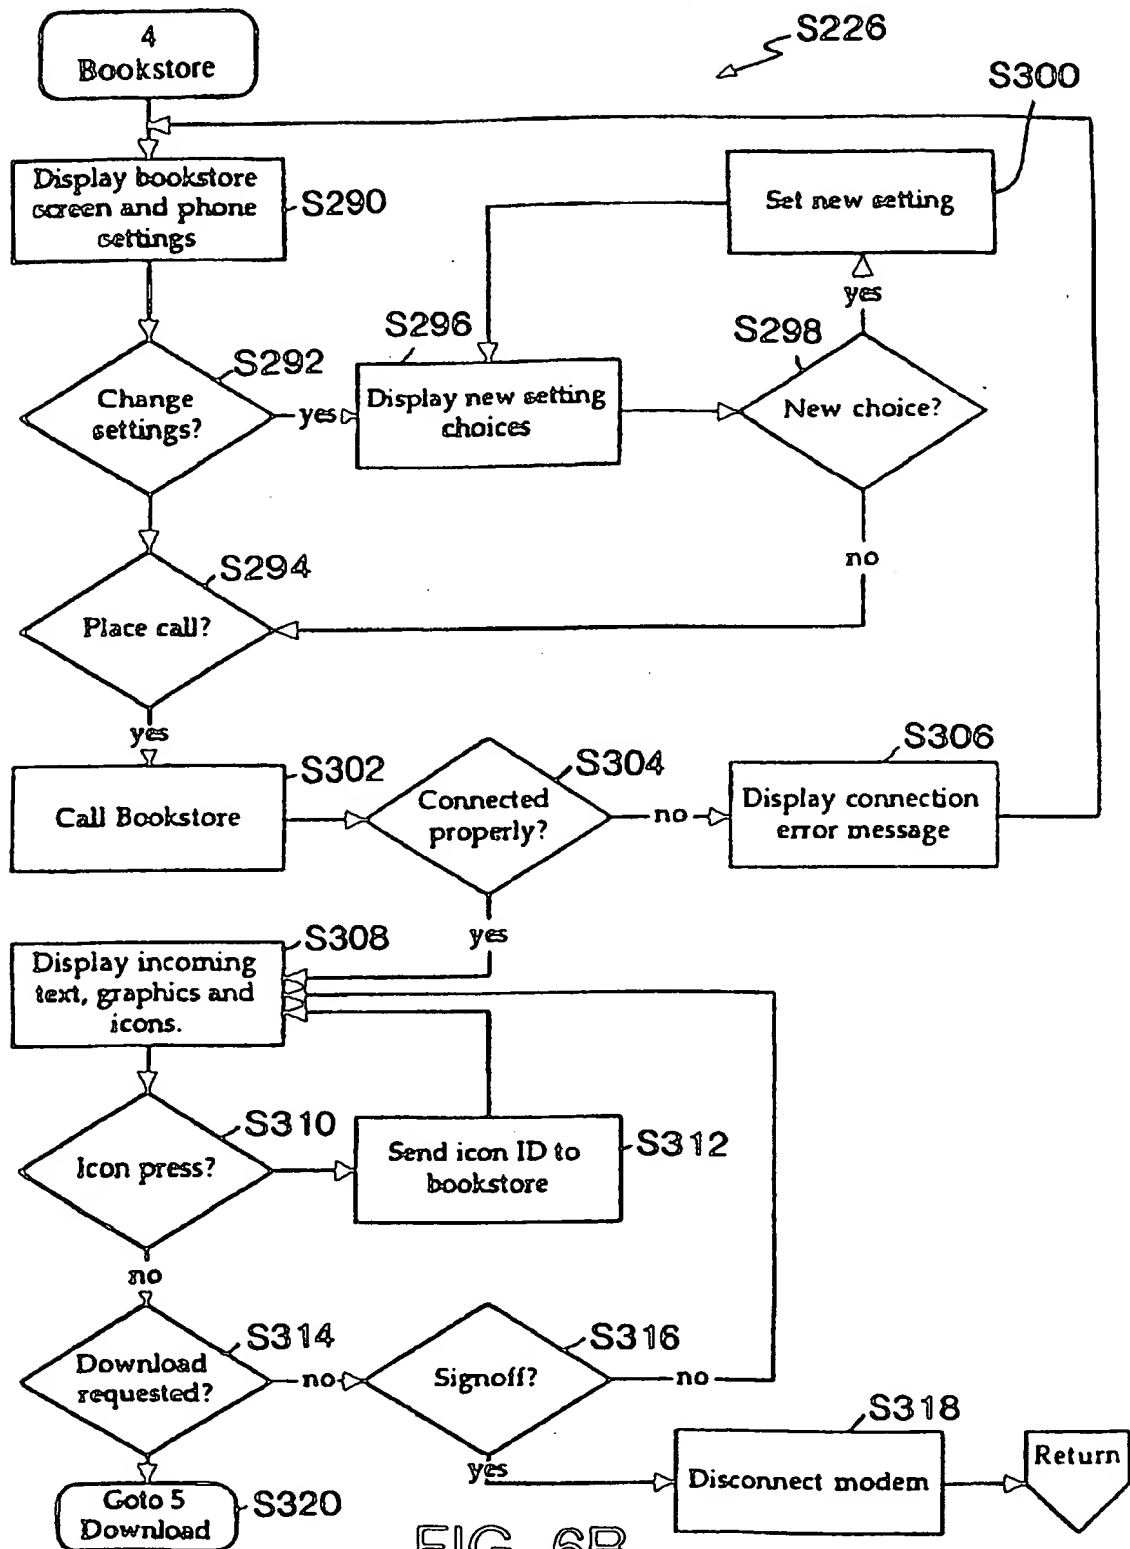 4
Bookstore
S226
S300
Display bookstore
screen and phone
settings
S290
Set new setting
yes
S292
Change
settings?
yes
S296
Display new setting
choices
S298
New choice?
no
S294
Place call?
yes
S302
Call Bookstore
S304
Connected
properly?
no
S306
Display connection
error message
yes
S308
Display incoming
text, graphics and
icons.
S310
Icon press?
S312
Send icon ID to
bookstore
no
S314
Download
requested?
no
S316
Signoff?
no
yes
S318
Disconnect modem
Return
S320
Goto 5
Download
FIG. 6B